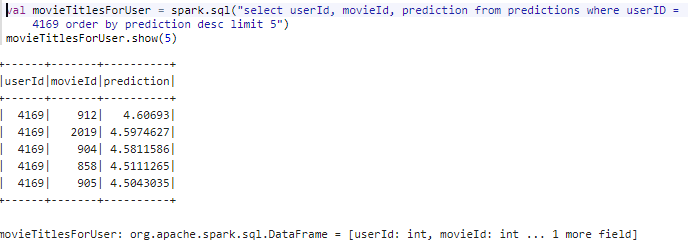 val movieTitlesForUser = spark.sql("select userId, movieId, prediction from predictions where userID =
4169 order by prediction desc limit 5")
movieTitlesForUser.show(5)
+------+-------+----------+
|userId|movieId|prediction|
+------+-------+----------+
|  4169|    912|   4.60693|
|  4169|   2019| 4.5974627|
|  4169|    904| 4.5811586|
|  4169|    858| 4.5111265|
|  4169|    905| 4.5043035|
+------+-------+----------+
movieTitlesForUser: org.apache.spark.sql.DataFrame = [userId: int, movieId: int ... 1 more field]